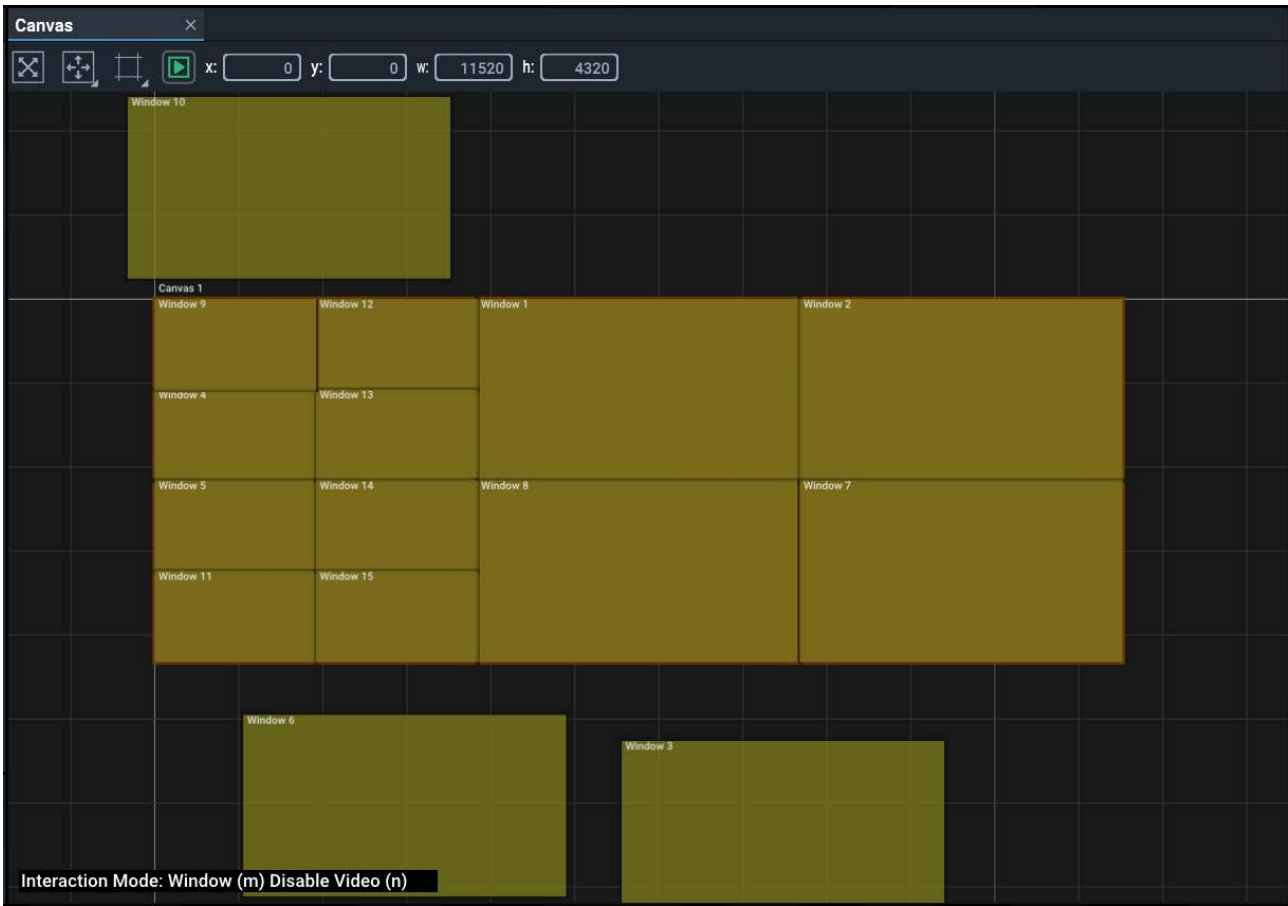 Canvas
x: 0 y: 0 w: 11520 h: 4320
Window 10
Canvas 1
Window 9 Window 12 Window 1 Window 2
Window 4 Window 13
Window 5 Window 14 Window 8 Window 7
Window 11 Window 15
Window 6
Window 3
Interaction Mode: Window (m) Disable Video (n)